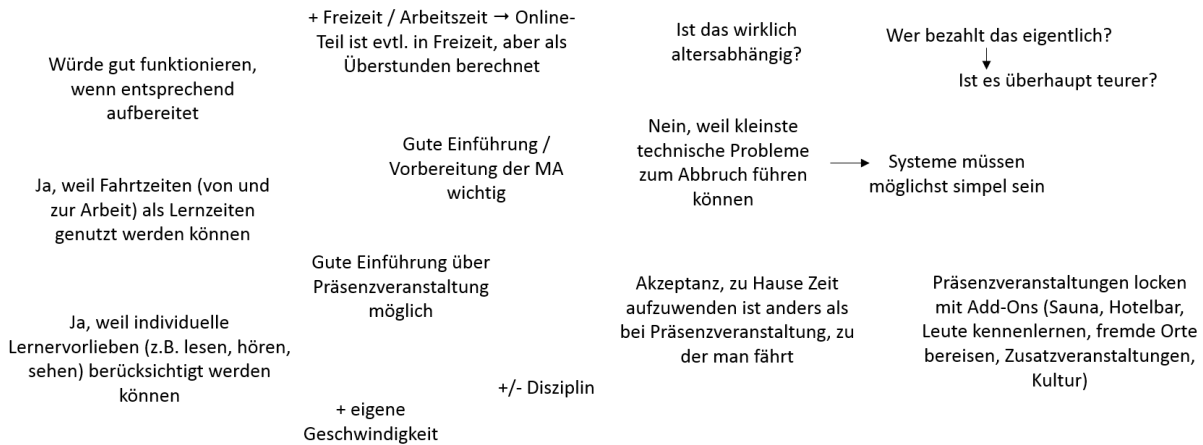 Würde gut funktionieren,
wenn entsprechend
aufbereitet
Ja, weil Fahrtzeiten (von und
zur Arbeit) als Lernzeiten
genutzt werden können
Ja, weil individuelle
Lernervorlieben (z.B. lesen, hören,
sehen) berücksichtigt werden
können
+ Freizeit / Arbeitszeit → Online-
Teil ist evtl. in Freizeit, aber als
Überstunden berechnet
Gute Einführung /
Vorbereitung der MA
wichtig
Gute Einführung über
Präsenzveranstaltung
möglich
+/- Disziplin
+ eigene
Geschwindigkeit
Ist das wirklich
altersabhängig?
Nein, weil kleinste
technische Probleme
zum Abbruch führen
können
Systeme müssen
möglichst simpel sein
Akzeptanz, zu Hause Zeit
aufzuwenden ist anders als
bei Präsenzveranstaltung, zu
der man fährt
Wer bezahlt das eigentlich?
Ist es überhaupt teurer?
Präsenzveranstaltungen locken
mit Add-Ons (Sauna, Hotelbar,
Leute kennenlernen, fremde Orte
bereisen, Zusatzveranstaltungen,
Kultur)